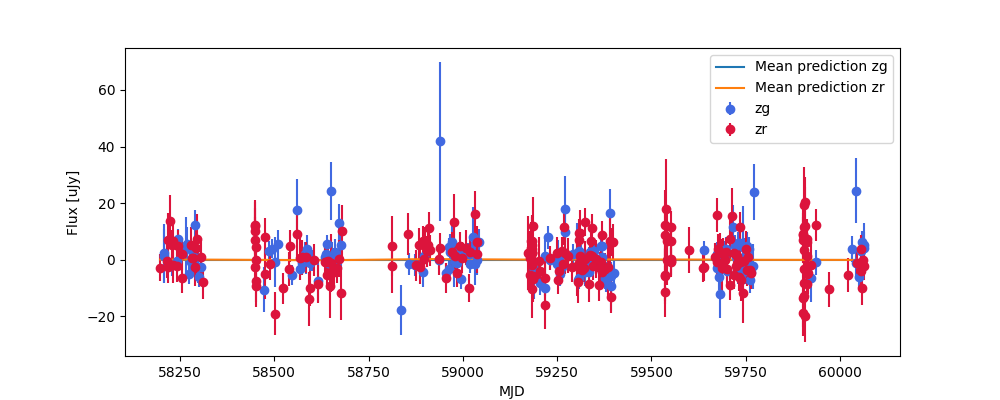 Mean prediction zg
Mean prediction zr
zg
zr
Flux [uJy]
60
40
20
0
−20
58250 58500 58750 59000 59250 59500 59750 60000
MJD